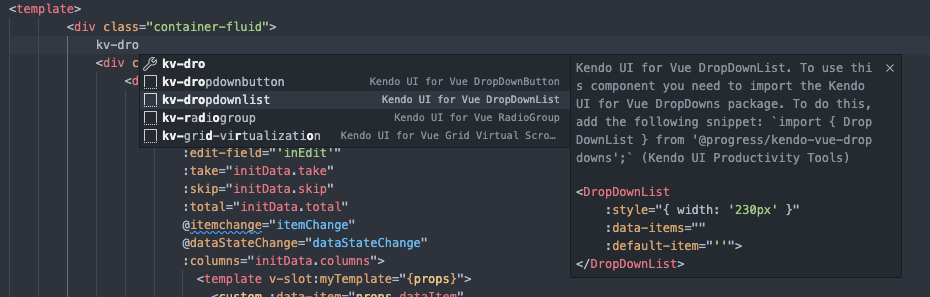 <template>
<div class="container-fluid">
kv-dro
<div c
<d
kv-dro
kv-dropdownbutton Kendo UI for Vue DropDownButton
kv-dropdownlist Kendo UI for Vue DropDownList
kv-radiogroup Kendo UI for Vue RadioGroup
kv-grid-virtualization Kendo UI for Vue Grid Virtual Scro...
Kendo UI for Vue DropDownList. To use thi
s component you need to import the Kendo
UI for Vue DropDowns package. To do this,
add the following snippet: `import { Drop
DownList } from '@progress/kendo-vue-drop
downs';` (Kendo UI Productivity Tools)
<DropDownList
:style="{ width: '230px' }"
:data-items=""
:default-item="''">
</DropDownList>
:edit-field="'inEdit'"
:take="initData.take"
:skip="initData.skip"
:total="initData.total"
@itemchange="itemChange"
@dataStateChange="dataStateChange"
:columns="initData.columns">
<template v-slot:myTemplate="{props}">
<custom :data-item="props.dataItem"